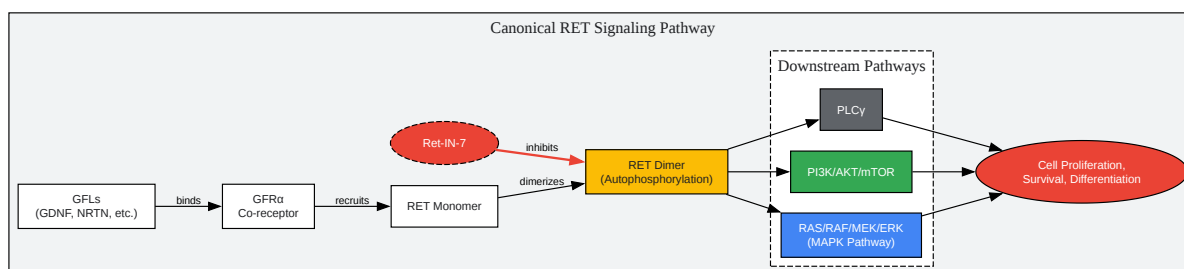 Canonical RET Signaling Pathway
Downstream Pathways
PLCγ
Ret-IN-7
inhibits
RET Dimer
(Autophosphorylation)
PI3K/AKT/mTOR
Cell Proliferation,
Survival, Differentiation
dimerizes
GFLs
(GDNF, NRTN, etc.)
binds
GFRα
Co-receptor
recruits
RET Monomer
RAS/RAF/MEK/ERK
(MAPK Pathway)